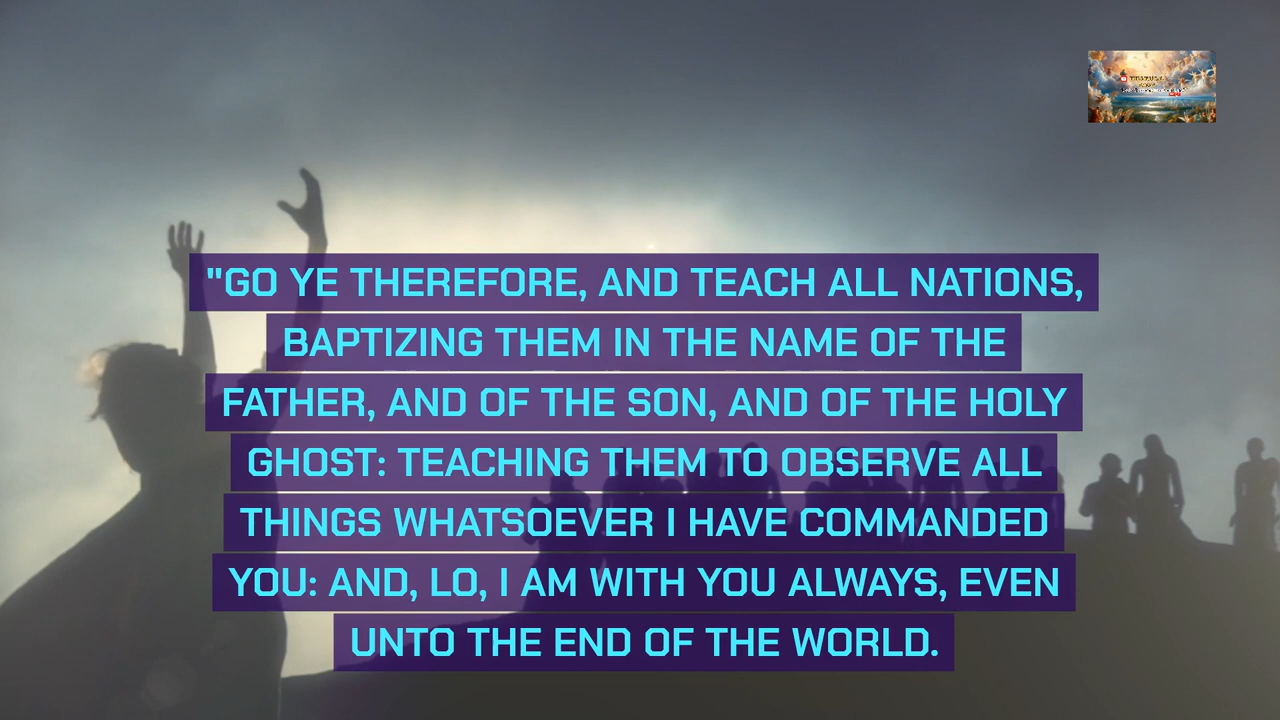 "GO YE THEREFORE, AND TEACH ALL NATIONS,
BAPTIZING THEM IN THE NAME OF THE
FATHER, AND OF THE SON, AND OF THE HOLY
GHOST: TEACHING THEM TO OBSERVE ALL
THINGS WHATSOEVER I HAVE COMMANDED
YOU: AND, LO, I AM WITH YOU ALWAYS, EVEN
UNTO THE END OF THE WORLD.